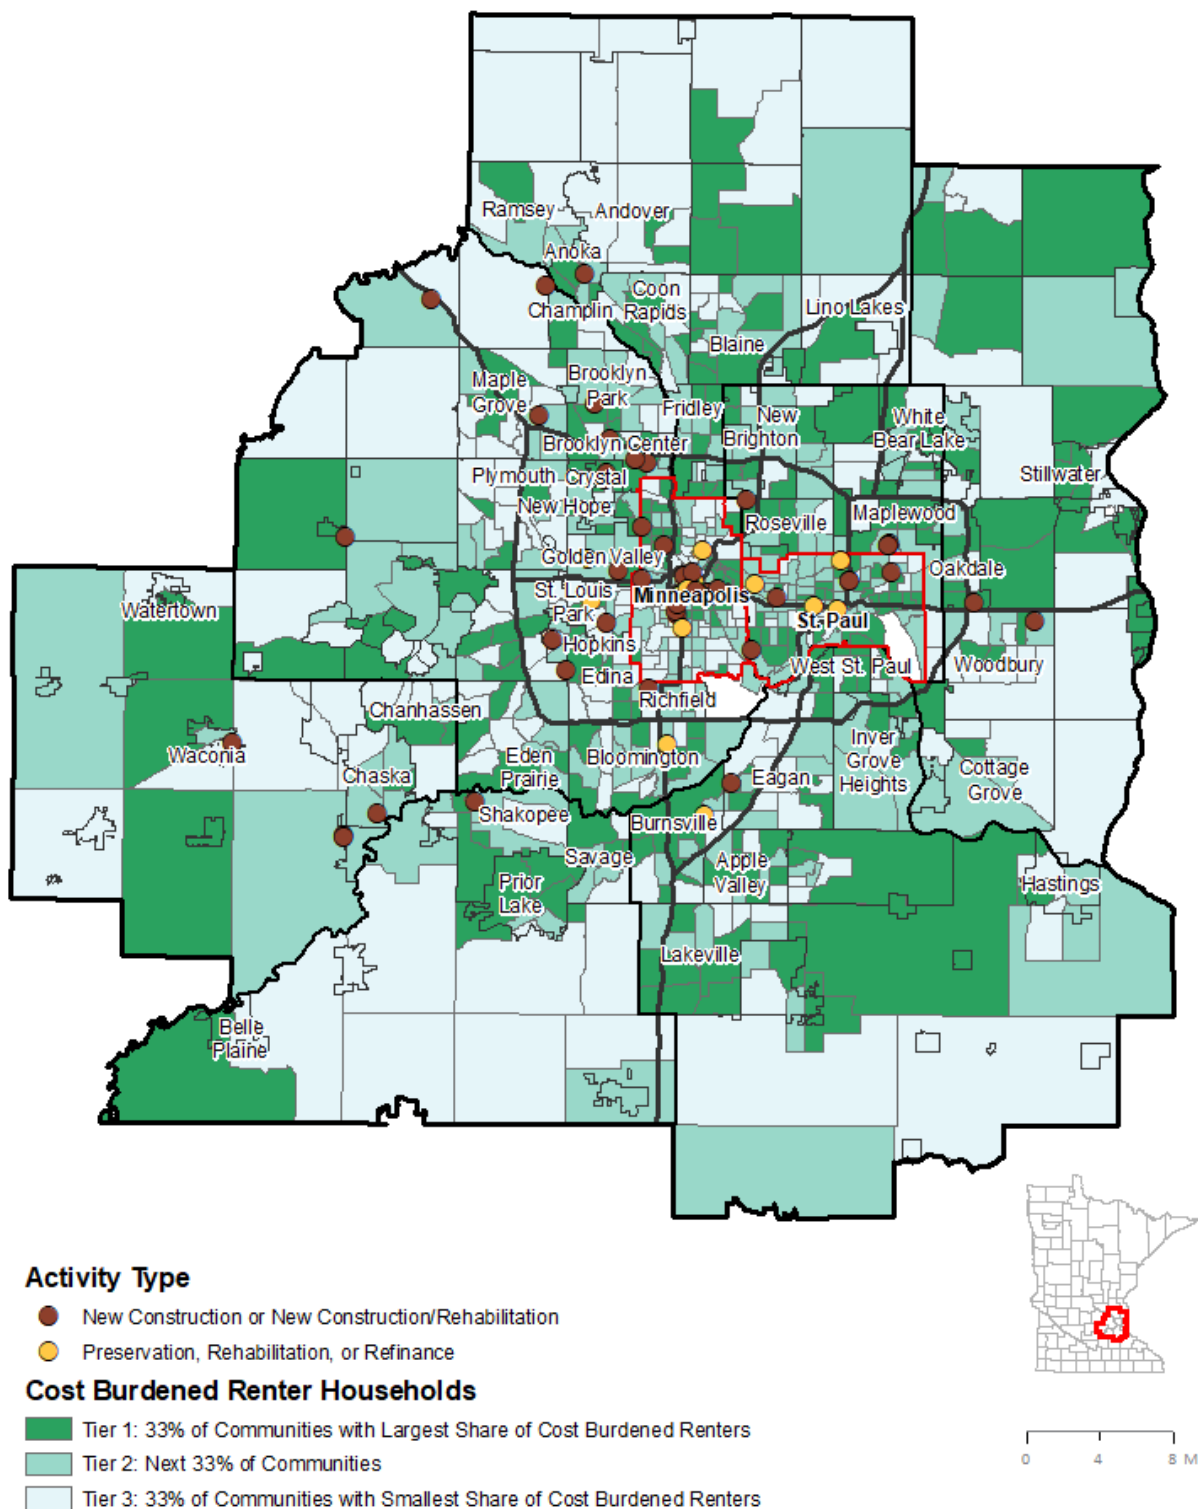 Ramsey
Andover
Anoka
Coon
Rapids
Champlin
Lino Lakes
Blaine
Maple
Grove
Brooklyn
Park
Fridley
New
Brighton
White
Bear Lake
Brooklyn Center
Plymouth
Crystal
Stillwater
New Hope
Roseville
Maplewood
Golden Valley
Oakdale
St. Louis
Park
Minneapolis
St. Paul
Watertown
Hopkins
Edina
West St. Paul
Woodbury
Richfield
Chanhassen
Waconia
Eden
Prairie
Bloomington
Inver
Grove
Heights
Cottage
Grove
Chaska
Eagan
Shakopee
Burnsville
Savage
Apple
Valley
Prior
Lake
Hastings
Lakeville
Belle
Plaine
Activity Type
New Construction or New Construction/Rehabilitation
Preservation, Rehabilitation, or Refinance
Cost Burdened Renter Households
Tier 1: 33% of Communities with Largest Share of Cost Burdened Renters
Tier 2: Next 33% of Communities
Tier 3: 33% of Communities with Smallest Share of Cost Burdened Renters
0 4 8 M